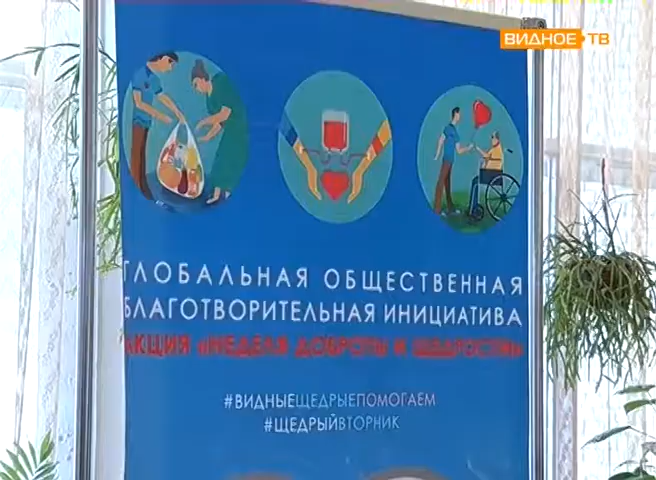 ВИДНОЕ ТВ
ГЛОБАЛЬНАЯ ОБЩЕСТВЕННАЯ
БЛАГОТВОРИТЕЛЬНАЯ ИНИЦИАТИВА
АКЦИЯ «НЕДЕЛЯ ДОБРОТЫ И ЩЕДРОСТИ»
#ВИДНЫЕЩЕДРЫЕПОМОГАЕМ
#ЩЕДРЫЙВТОРНИК